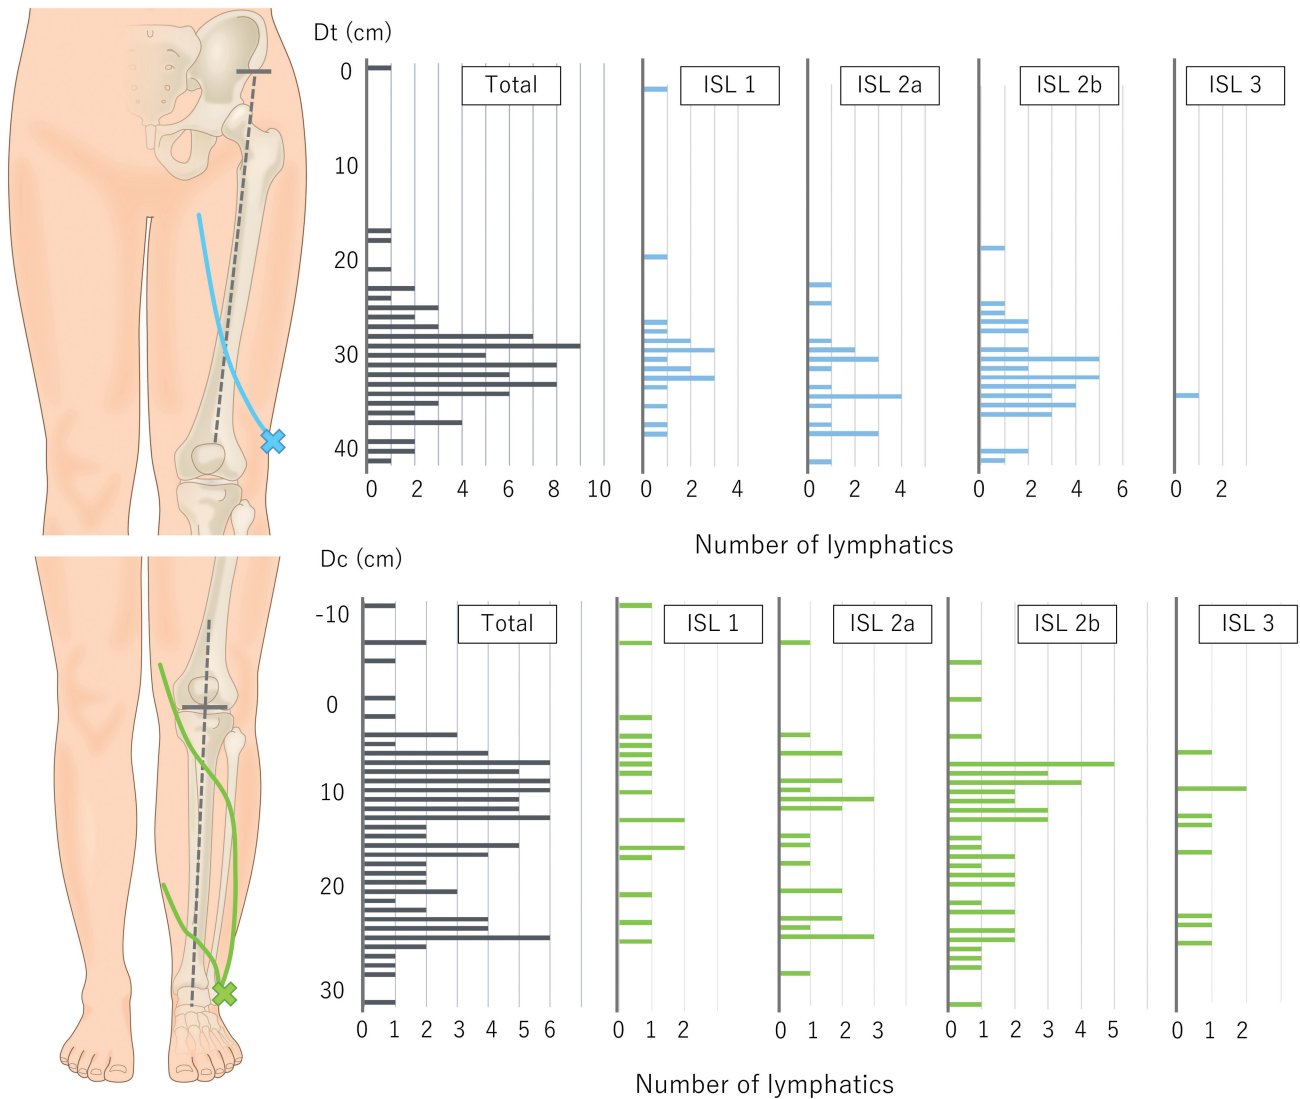 Dt (cm)
Total
ISL 1
ISL 2a
ISL 2b
ISL 3
0
10
20
30
40
0 2 4 6 8 10
0 2 4
0 2 4
0 2 4 6
0 2
Number of lymphatics
Dc (cm)
Total
ISL 1
ISL 2a
ISL 2b
ISL 3
-10
0
10
20
30
0 1 2 3 4 5 6
0 1 2
0 1 2 3
0 1 2 3 4 5
0 1 2
Number of lymphatics